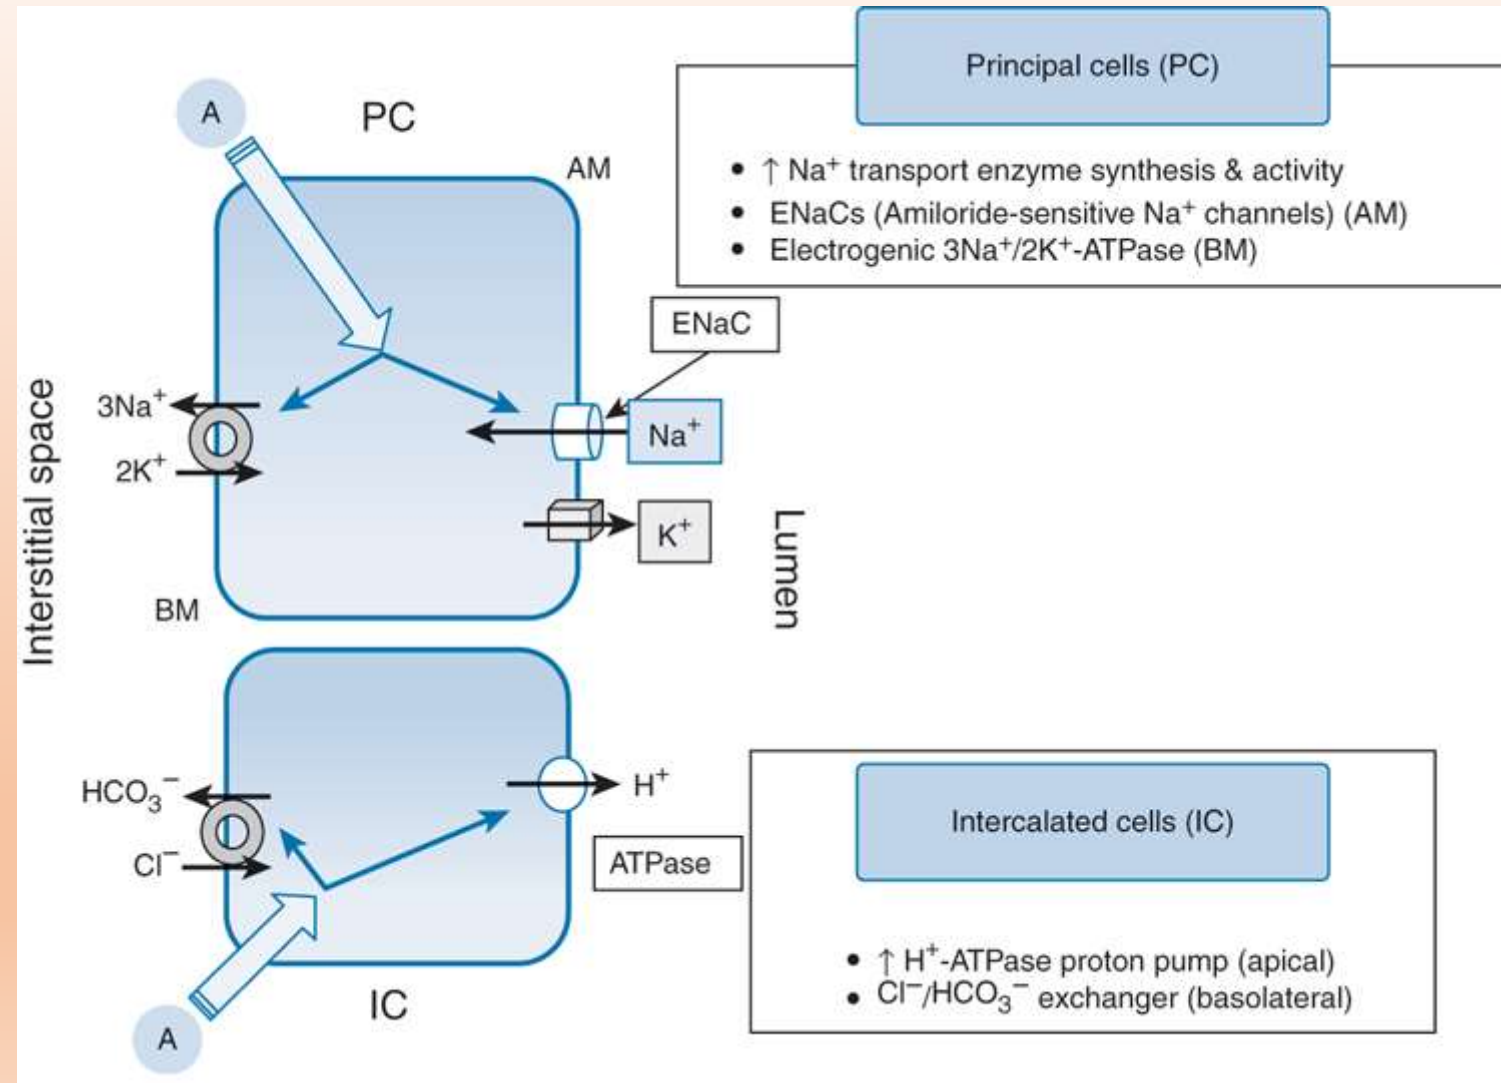 Principal cells (PC)
A
PC
AM
• ↑ Na⁺ transport enzyme synthesis & activity
• ENaCs (Amiloride-sensitive Na⁺ channels) (AM)
• Electrogenic 3Na⁺/2K⁺-ATPase (BM)
ENaC
3Na⁺
Na⁺
2K⁺
K⁺
Interstitial space
Lumen
BM
HCO₃⁻
H⁺
Cl⁻
ATPase
Intercalated cells (IC)
• ↑ H⁺-ATPase proton pump (apical)
• Cl⁻/HCO₃⁻ exchanger (basolateral)
IC
A